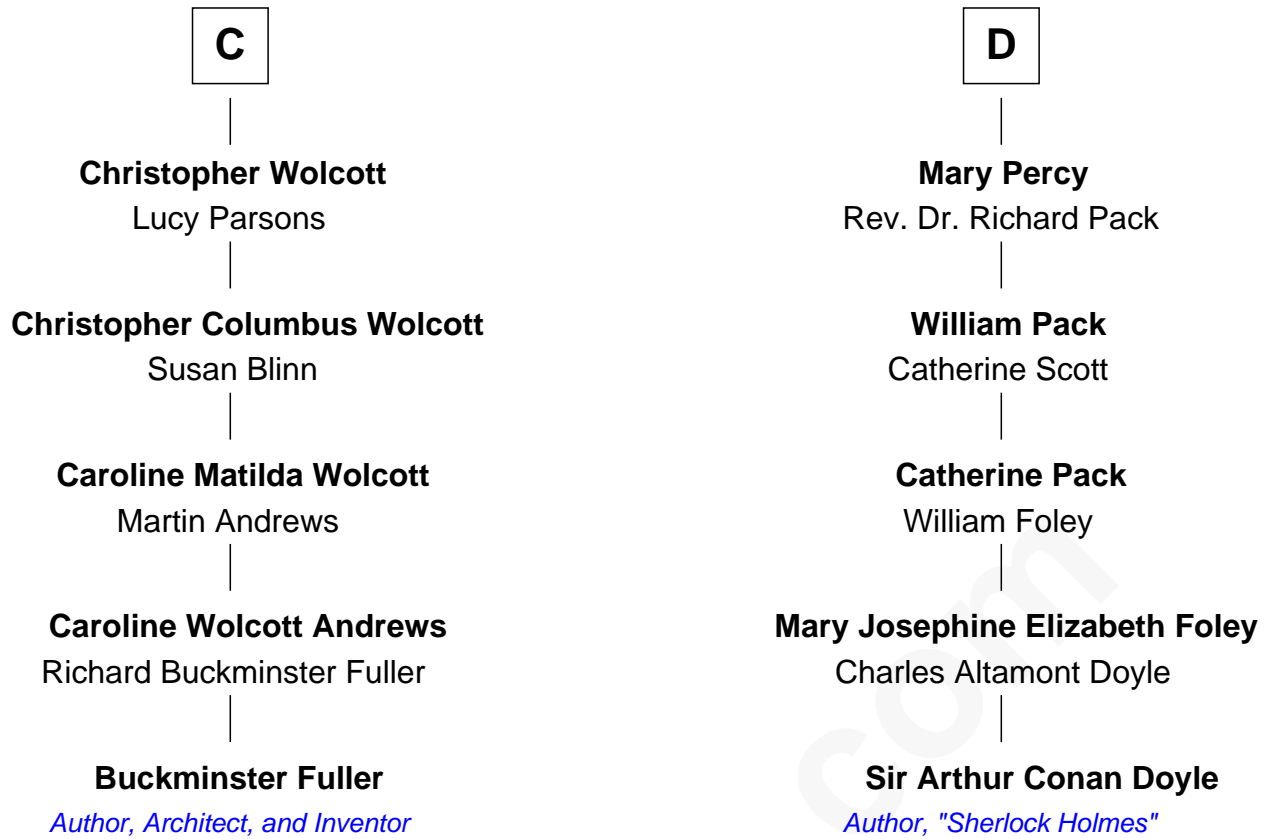 C
Christopher Wolcott
Lucy Parsons
Christopher Columbus Wolcott
Susan Blinn
Caroline Matilda Wolcott
Martin Andrews
Caroline Wolcott Andrews
Richard Buckminster Fuller
Buckminster Fuller
Author, Architect, and Inventor
D
Mary Percy
Rev. Dr. Richard Pack
William Pack
Catherine Scott
Catherine Pack
William Foley
Mary Josephine Elizabeth Foley
Charles Altamont Doyle
Sir Arthur Conan Doyle
Author, "Sherlock Holmes"
com